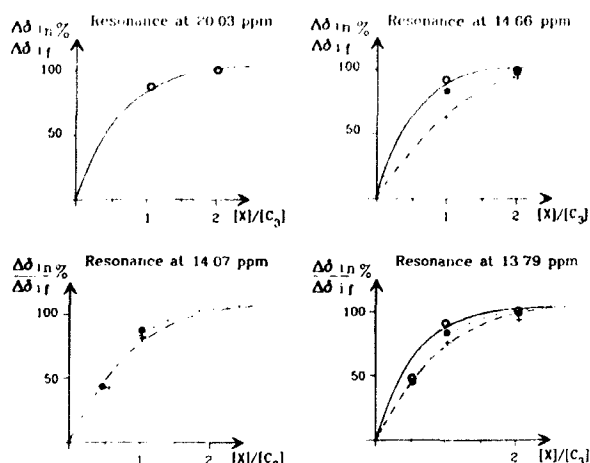 Δδ in %
Δδ if
Resonance at 20.03 ppm
100
50
1
2
[X]/[C3]
Δδ in %
Δδ if
Resonance at 14.66 ppm
100
50
1
2
[X]/[C3]
Δδ in %
Δδ if
Resonance at 14.07 ppm
100
50
1
2
[X]/[C3]
Δδ in %
Δδ if
Resonance at 13.79 ppm
100
50
1
2
[X]/[C3]